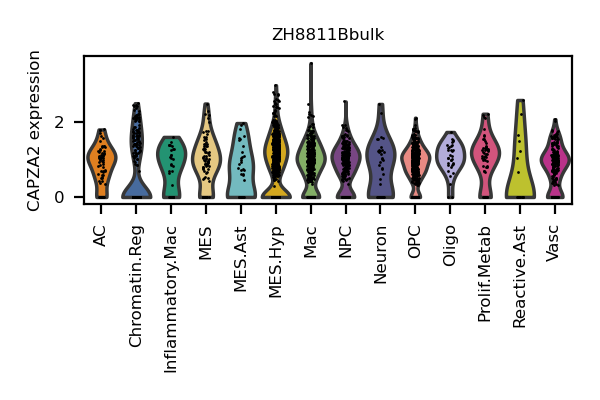 ZH8811Bbulk
CAPZA2 expression
2
0
AC
Chromatin.Reg
Inflammatory.Mac
MES
MES.Ast
MES.Hyp
Mac
NPC
Neuron
OPC
Oligo
Prolif.Metab
Reactive.Ast
Vasc